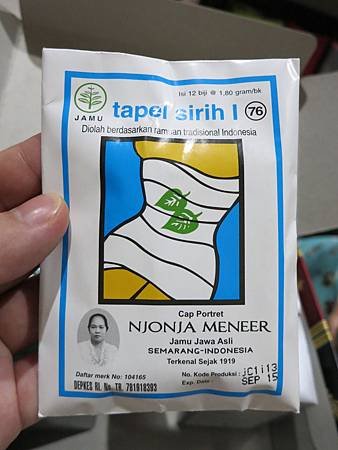 Isi 12 biji @ 1,80 gram/bk
JAMU
tapel sirih I 76
Diolah berdasarkan ramuan tradisional Indonesia
Cap Portret
NJONJA MENEER
Jamu Jawa Asli
SEMARANG-INDONESIA
Terkenal Sejak 1919
Daftar merk No: 104165
DEPKES RI. No. TR. 781918393
No. Kode Produksi : JC1i13
Exp. Date : SEP 15